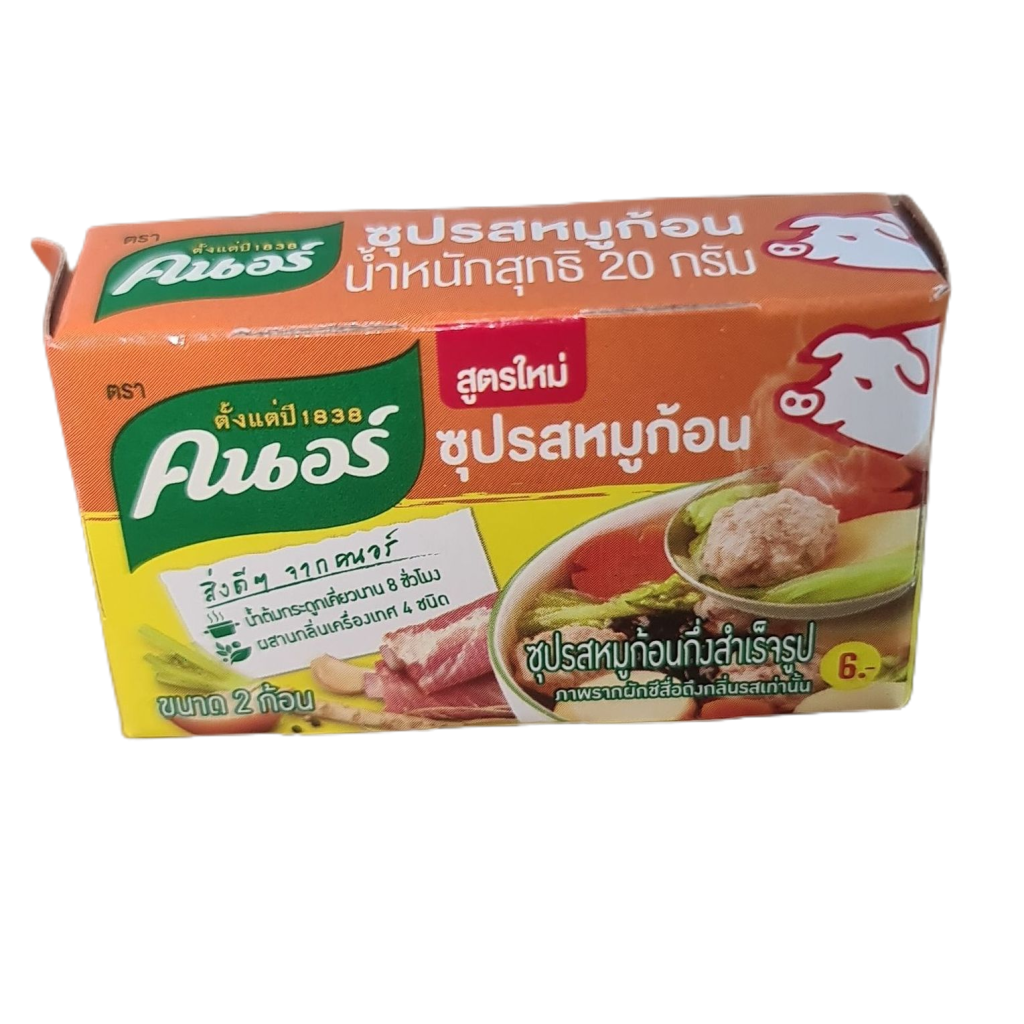 ตรา
ตั้งแต่ปี 1838
คนอร์
ซุปรสหมูก้อน
น้ำหนักสุทธิ 20 กรัม
ตรา
ตั้งแต่ปี 1838
คนอร์
สูตรใหม่
ซุปรสหมูก้อน
สิ่งดีๆ จากคนอร์
น้ำต้มกระดูกเคี่ยวนาน 8 ชั่วโมง
ผสานกลิ่นเครื่องเทศ 4 ชนิด
ขนาด 2 ก้อน
ซุปรสหมูก้อนกึ่งสำเร็จรูป
ภาพรากผักชีสื่อถึงกลิ่นรสเท่านั้น
6.-